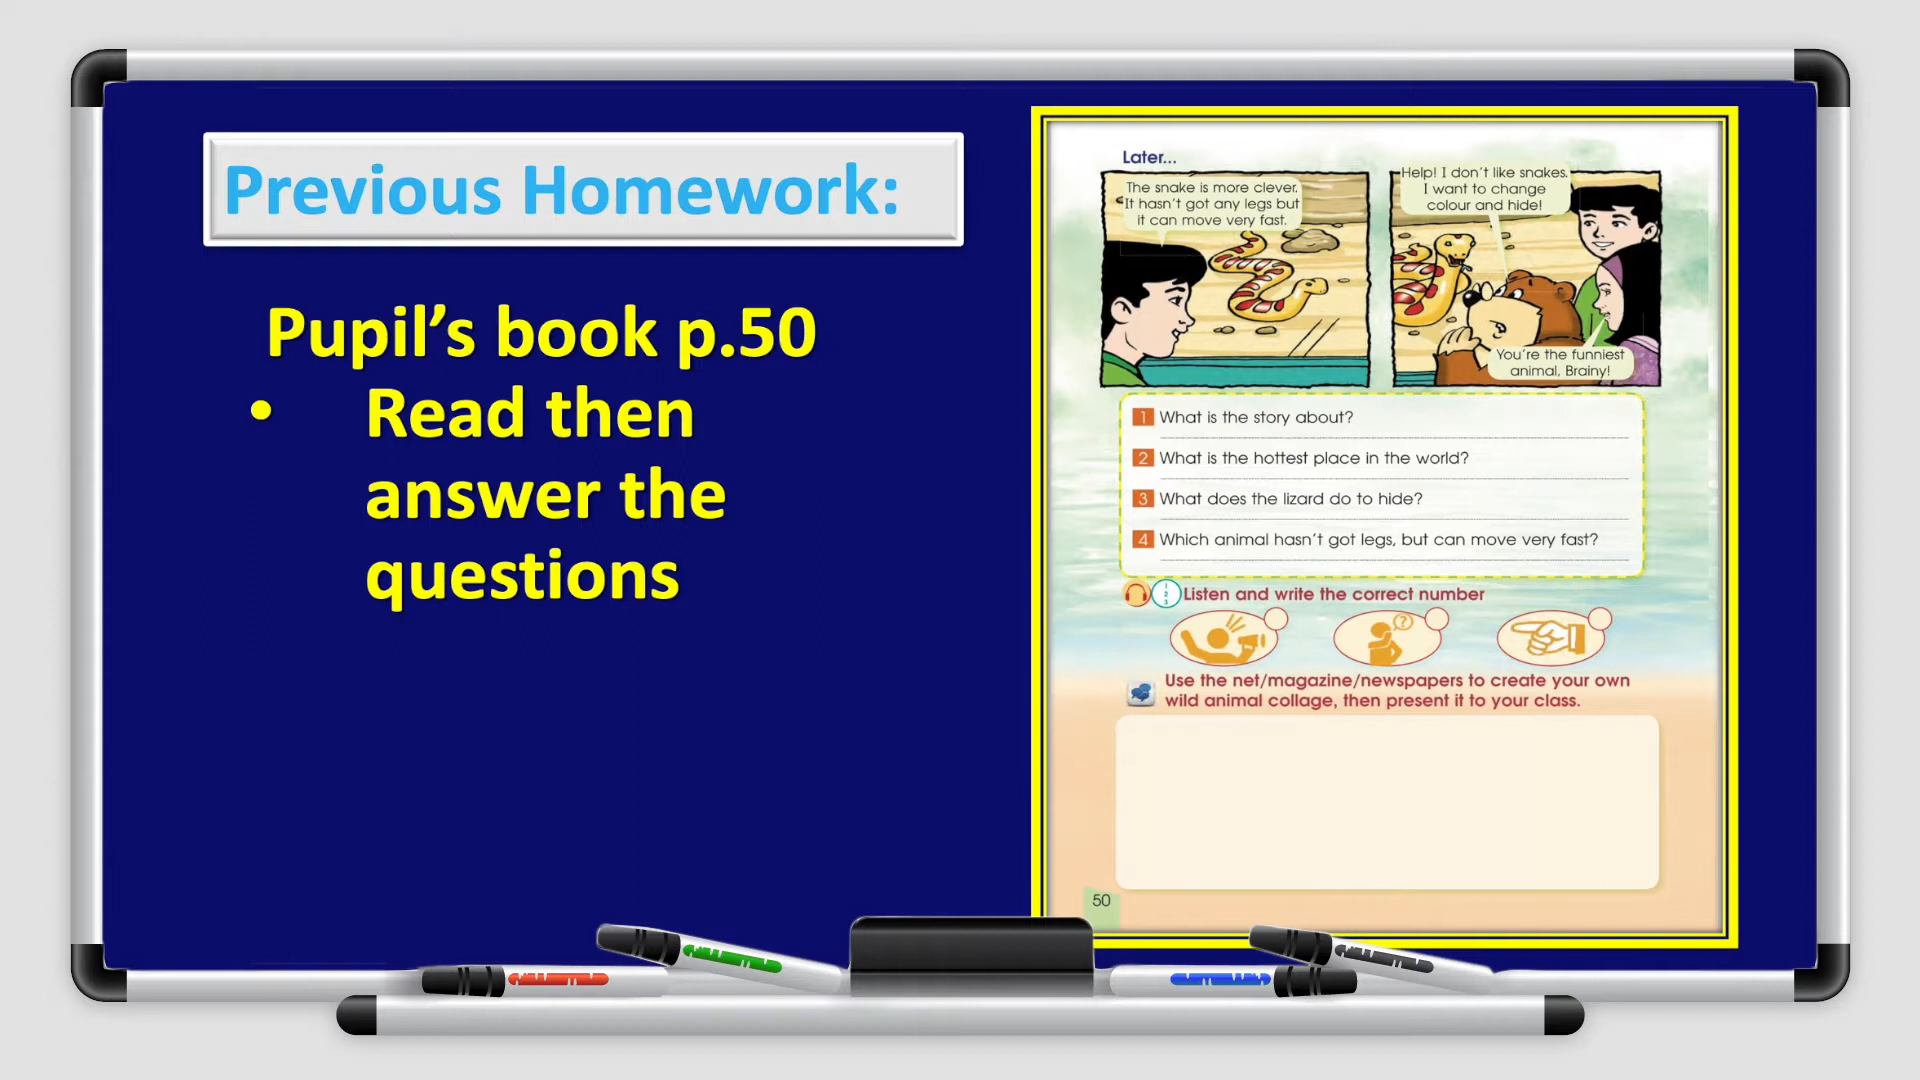 Previous Homework:
Pupil's book p.50
• Read then
answer the
questions
Later...
The snake is more clever.
It hasn't got any legs but
it can move very fast.
Help! I don't like snakes.
I want to change
colour and hide!
You're the funniest
animal, Brainy!
1 What is the story about?
2 What is the hottest place in the world?
3 What does the lizard do to hide?
4 Which animal hasn't got legs, but can move very fast?
1
2
3
Listen and write the correct number
?
Use the net/magazine/newspapers to create your own
wild animal collage, then present it to your class.
50